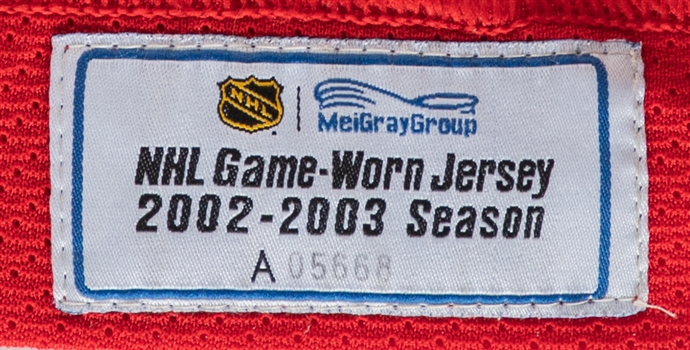 NHL MeiGrayGroup
NHL Game-Worn Jersey
2002-2003 Season
A 05668